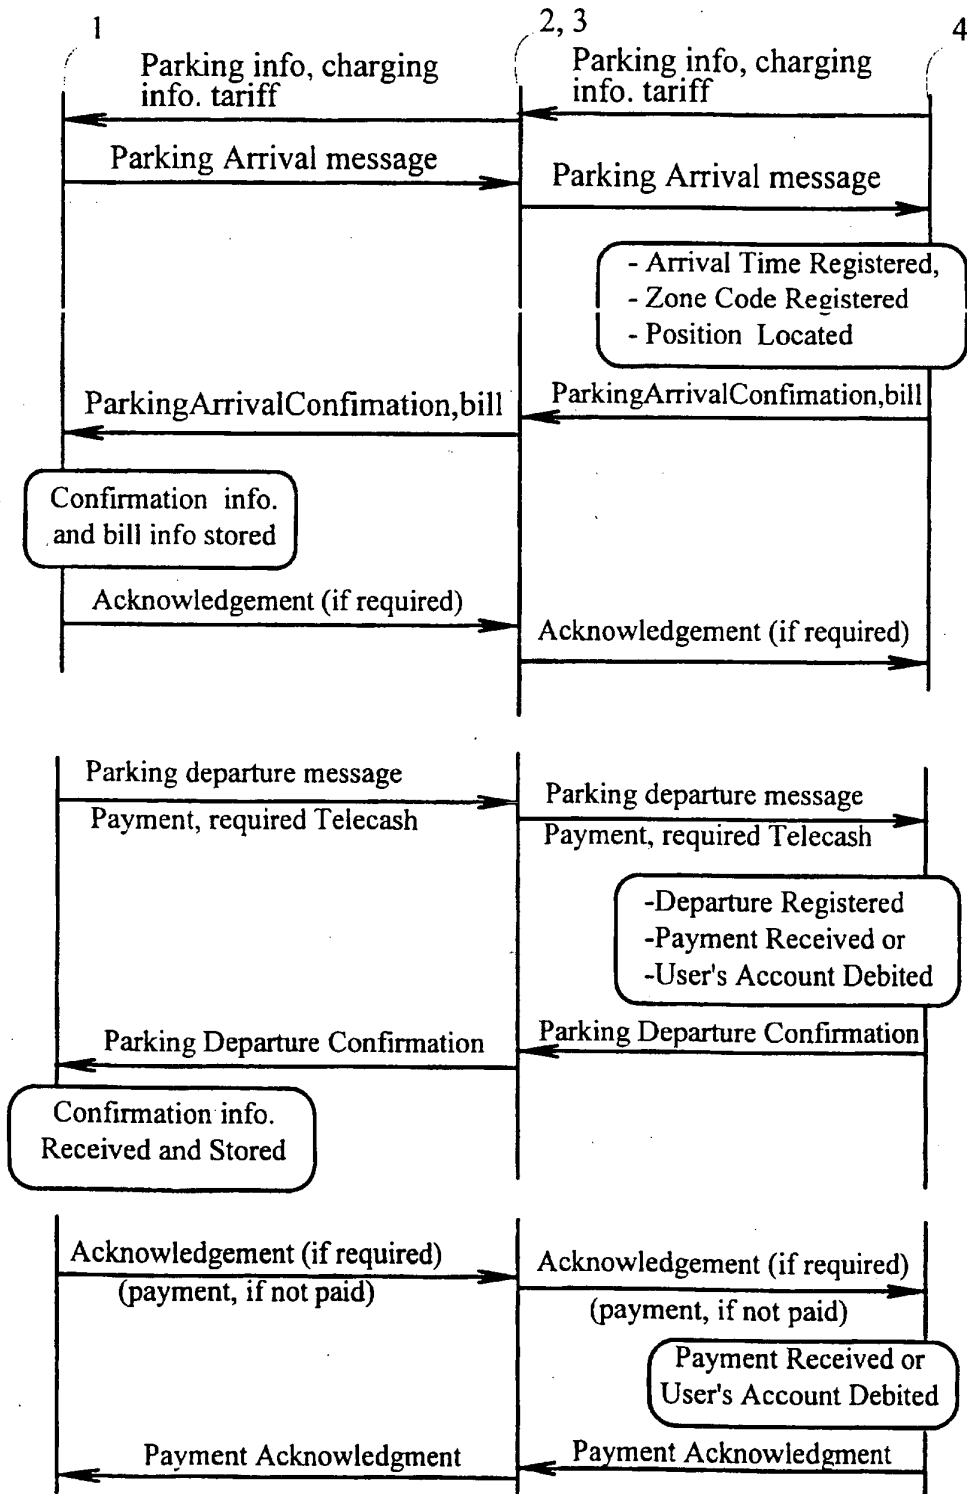 1
2, 3
4
Parking info, charging
info. tariff
Parking info, charging
info. tariff
Parking Arrival message
Parking Arrival message
- Arrival Time Registered,
- Zone Code Registered
- Position Located
ParkingArrivalConfimation,bill
ParkingArrivalConfimation,bill
Confirmation info.
and bill info stored
Acknowledgement (if required)
Acknowledgement (if required)
Parking departure message
Payment, required Telecash
Parking departure message
Payment, required Telecash
-Departure Registered
-Payment Received or
-User's Account Debited
Parking Departure Confirmation
Parking Departure Confirmation
Confirmation info.
Received and Stored
Acknowledgement (if required)
(payment, if not paid)
Acknowledgement (if required)
(payment, if not paid)
Payment Received or
User's Account Debited
Payment Acknowledgment
Payment Acknowledgment